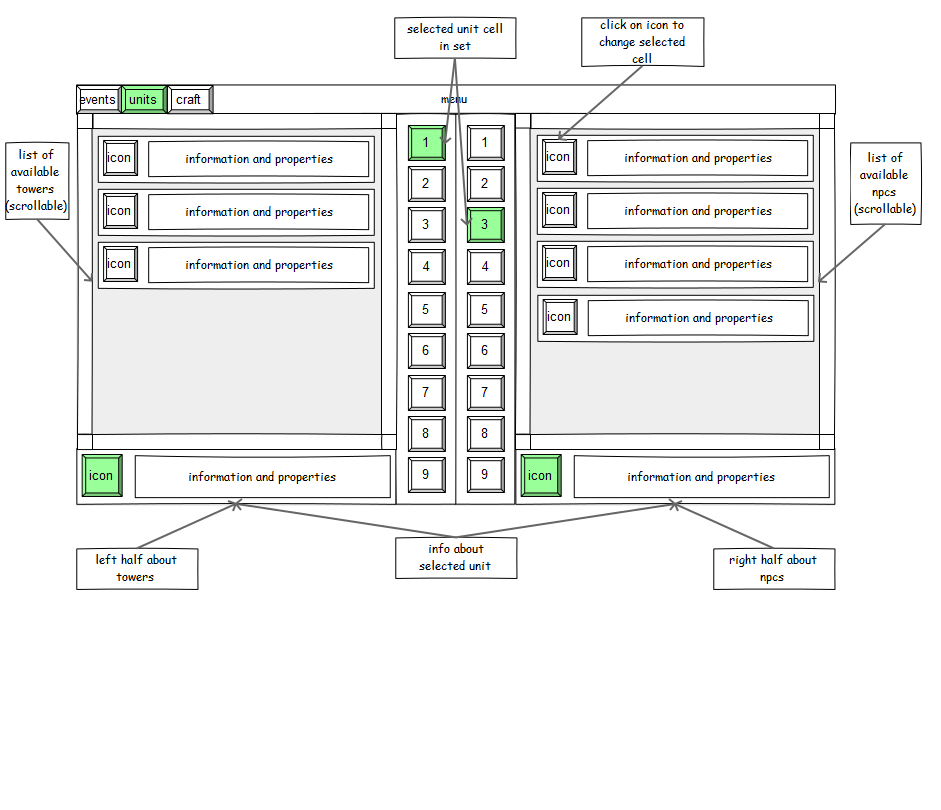 selected unit cell
in set
click on icon to
change selected
cell
events
units
craft
menu
list of
available
towers
(scrollable)
icon
information and properties
icon
information and properties
icon
information and properties
1
2
3
4
5
6
7
8
9
1
2
3
4
5
6
7
8
9
icon
information and properties
icon
information and properties
icon
information and properties
icon
information and properties
list of
available
npcs
(scrollable)
icon
information and properties
icon
information and properties
left half about
towers
info about
selected unit
right half about
npcs